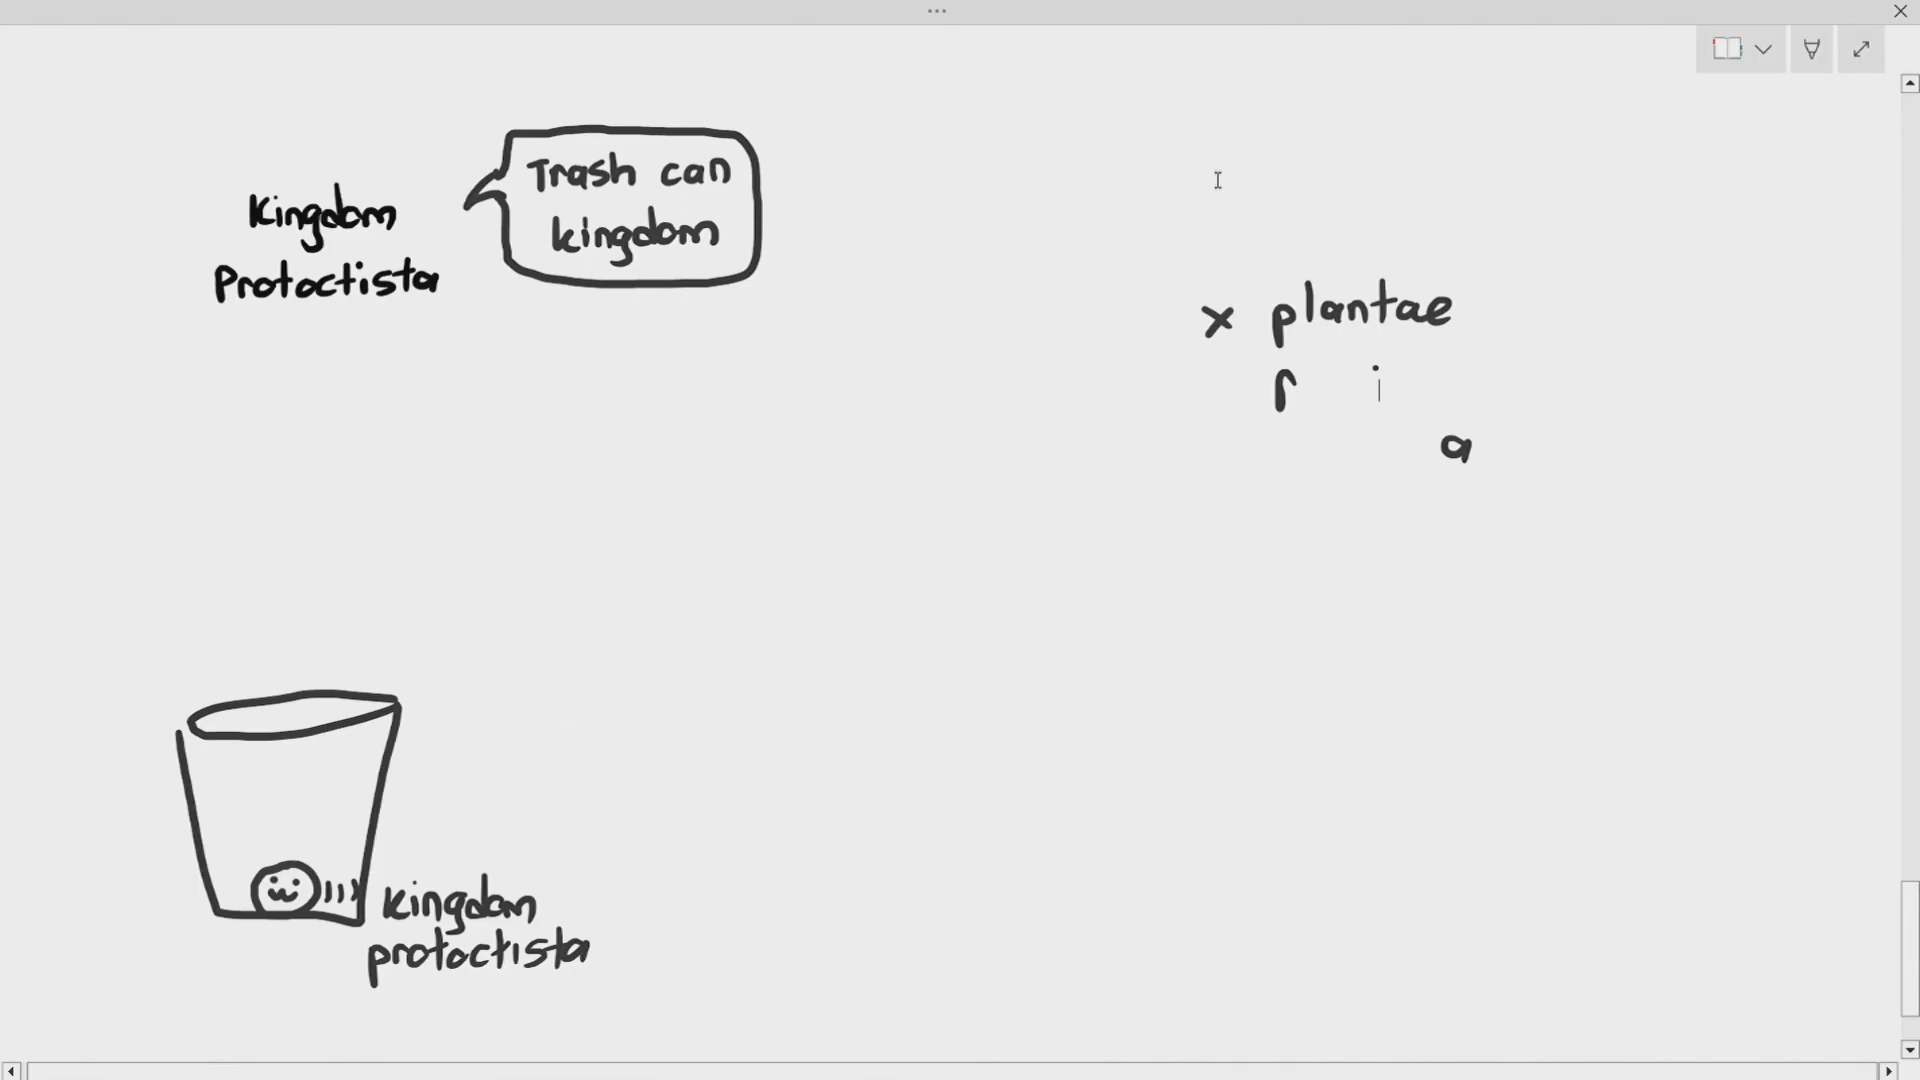 Trash can
kingdom
Kingdom
Protoctista
x plantae
f i
a
kingdom
protoctista